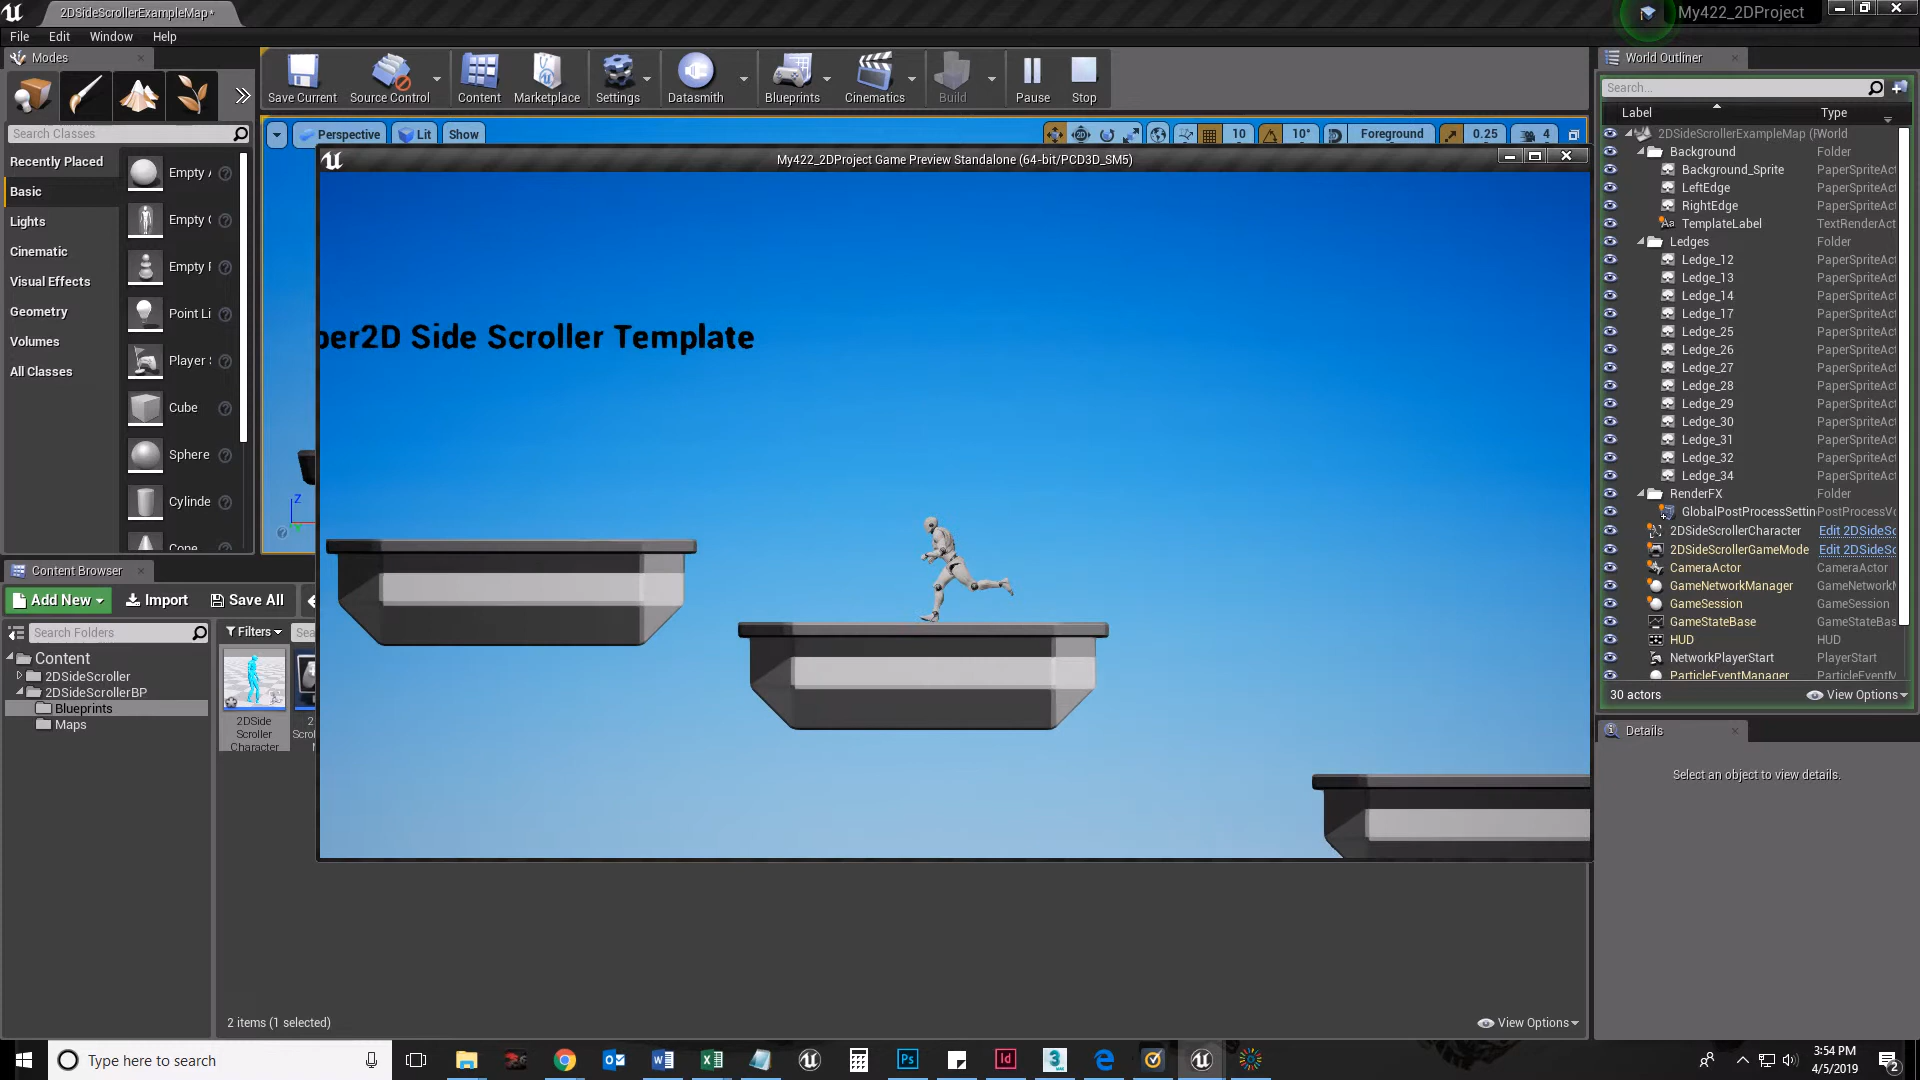 2DSideScrollerExampleMap*
My422_2DProject
File Edit Window Help
Modes
Search Classes
Recently Placed
Basic
Lights
Cinematic
Visual Effects
Geometry
Volumes
All Classes
Empty
Empty
Empty
Point Li
Player
Cube
Sphere
Cylinde
Cone
Save Current
Source Control
Content
Marketplace
Settings
Datasmith
Blueprints
Cinematics
Build
Pause
Stop
Perspective Lit Show
10 10° Foreground 0.25 4
My422_2DProject Game Preview Standalone (64-bit/PCD3D_SM5)
per2D Side Scroller Template
Z
Content Browser
Add New Import Save All
Search Folders
Filters Sea
Content
2DSideScroller
2DSideScrollerBP
Blueprints
Maps
2DSide
Scroller
Character
2 items (1 selected)
View Options
World Outliner
Search...
Label Type
2DSideScrollerExampleMap (P World
Background Folder
Background_Sprite PaperSpriteAct
LeftEdge PaperSpriteAct
RightEdge PaperSpriteAct
TemplateLabel TextRenderAct
Ledges Folder
Ledge_12 PaperSpriteAct
Ledge_13 PaperSpriteAct
Ledge_14 PaperSpriteAct
Ledge_17 PaperSpriteAct
Ledge_25 PaperSpriteAct
Ledge_26 PaperSpriteAct
Ledge_27 PaperSpriteAct
Ledge_28 PaperSpriteAct
Ledge_29 PaperSpriteAct
Ledge_30 PaperSpriteAct
Ledge_31 PaperSpriteAct
Ledge_32 PaperSpriteAct
Ledge_34 PaperSpriteAct
RenderFX Folder
GlobalPostProcessSettin PostProcessVo
2DSideScrollerCharacter Edit 2DSideSc
2DSideScrollerGameMode Edit 2DSideSc
CameraActor CameraActor
GameNetworkManager GameNetworkM
GameSession GameSession
GameStateBase GameStateBas
HUD HUD
NetworkPlayerStart PlayerStart
ParticleEventManager ParticleEventM
30 actors View Options
Details
Select an object to view details.
Type here to search
3:54 PM
4/5/2019
2